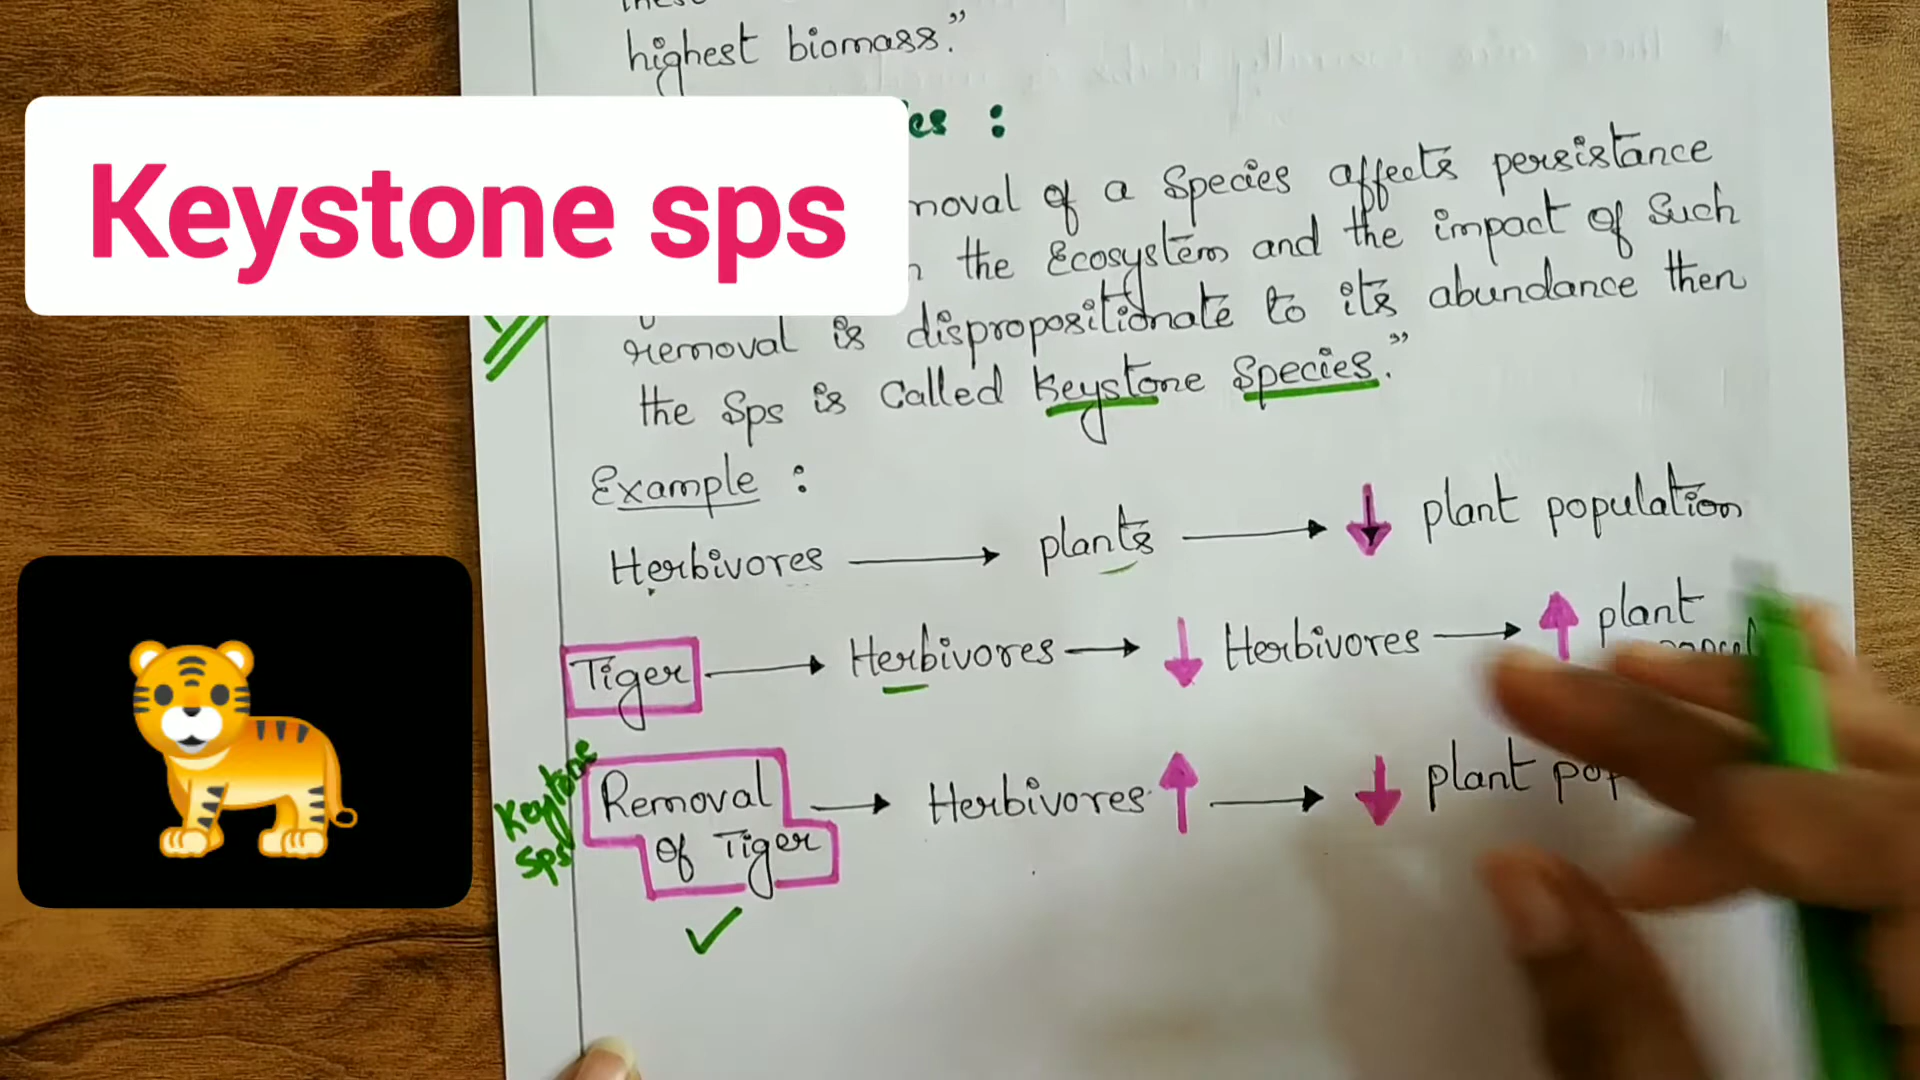 highest biomass."
Keystone sps
es :
moval of a Species affects persistance
n the Ecosystem and the impact of Such
removal is dispropositionate to its abundance then
the Sps is Called Keystone Species."
Example :
Herbivores → plants → ↓ plant population
Tiger → Herbivores → ↓ Herbivores → ↑ plant
Keytone Sps
Removal of Tiger → Herbivores ↑ → ↓ plant pop